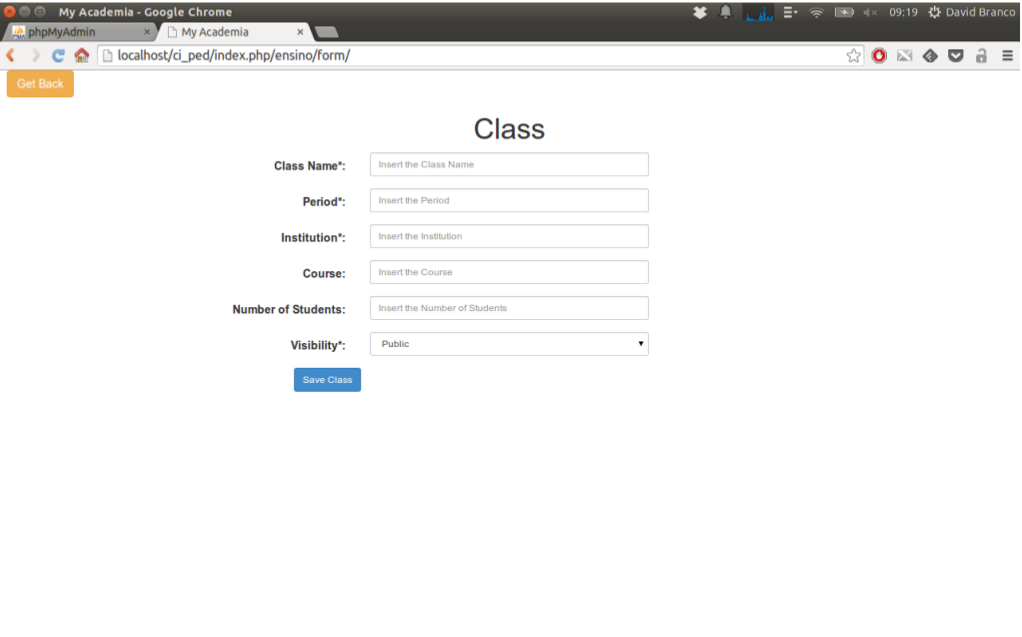 My Academia - Google Chrome
09:19 David Branco
phpMyAdmin × My Academia ×
localhost/ci_ped/index.php/ensino/form/
Get Back
Class
Class Name*: Insert the Class Name
Period*: Insert the Period
Institution*: Insert the Institution
Course: Insert the Course
Number of Students: Insert the Number of Students
Visibility*: Public
Save Class